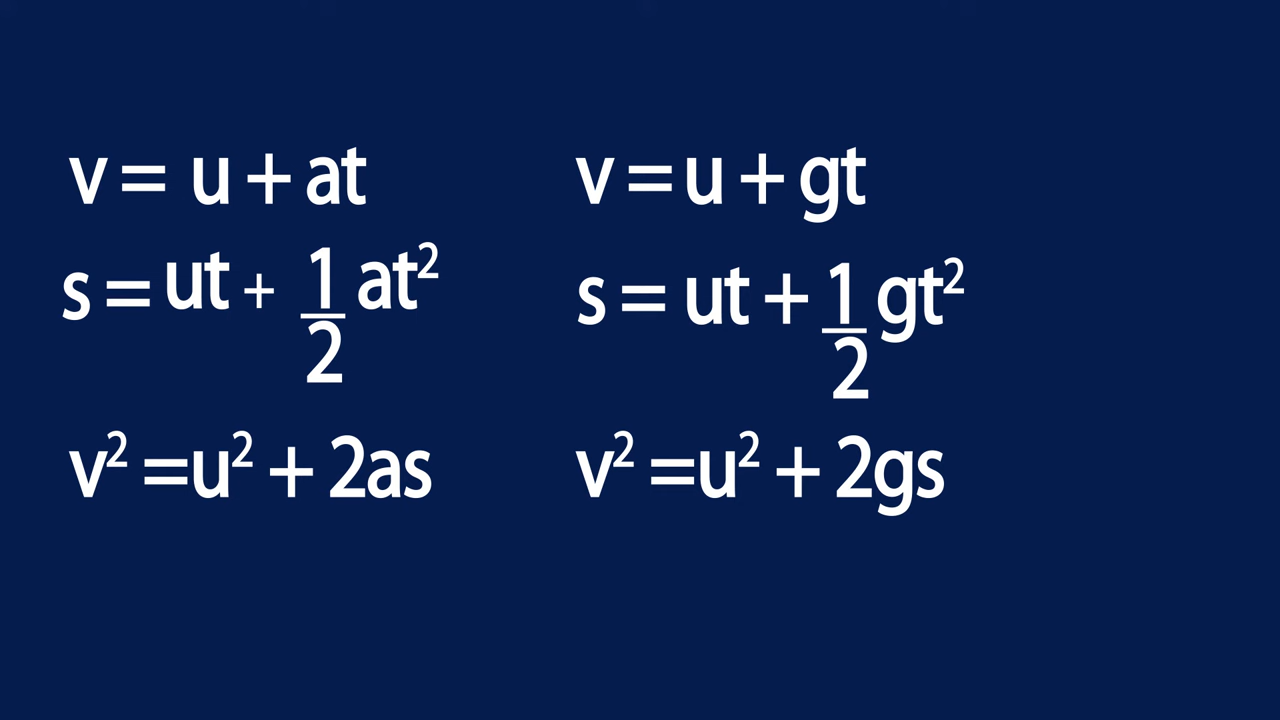 v = u + at
v = u + gt
s = ut + 1/2 at²
s = ut + 1/2 gt²
v² =u² + 2as
v² =u² + 2gs